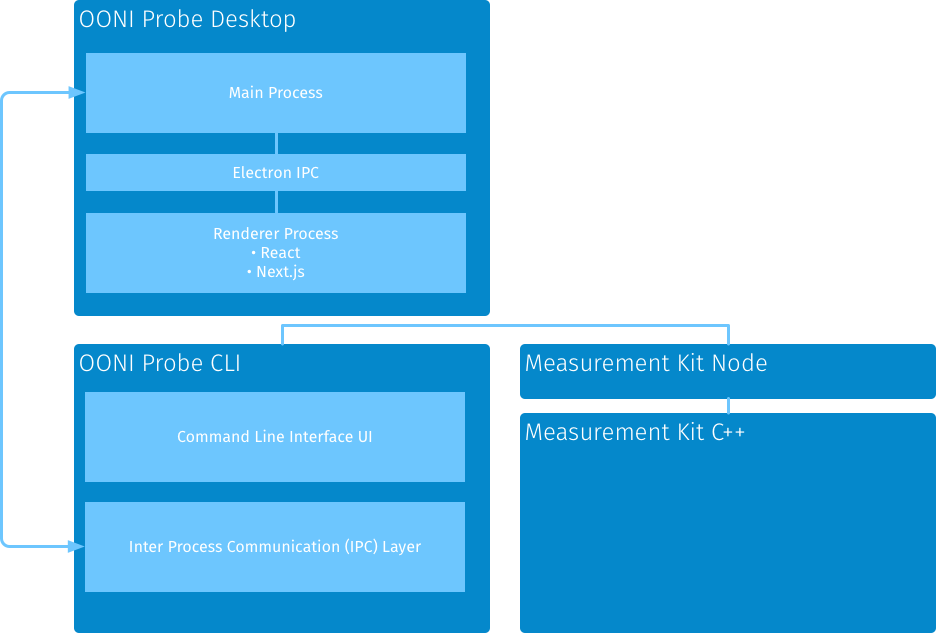 OONI Probe Desktop
Main Process
Electron IPC
Renderer Process
• React
• Next.js
OONI Probe CLI
Command Line Interface UI
Inter Process Communication (IPC) Layer
Measurement Kit Node
Measurement Kit C++